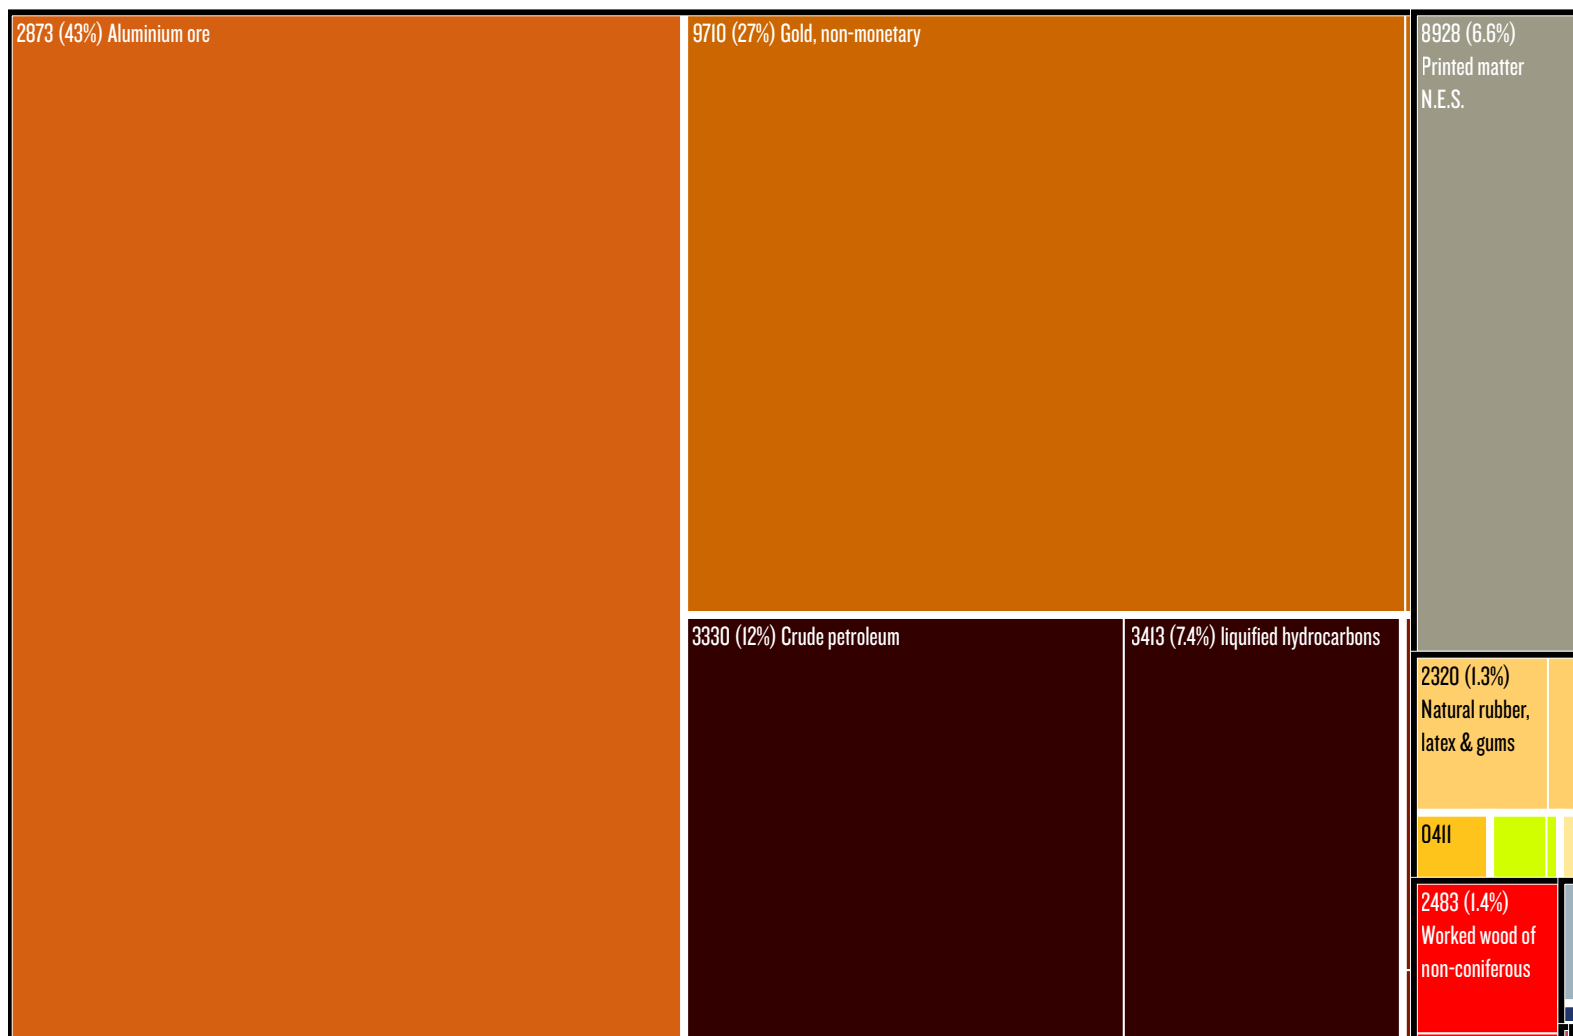 2873 (43%) Aluminium ore
9710 (27%) Gold, non-monetary
8928 (6.6%)
Printed matter
N.E.S.
3330 (12%) Crude petroleum
3413 (7.4%) liquified hydrocarbons
2320 (1.3%)
Natural rubber,
latex & gums
0411
2483 (1.4%)
Worked wood of
non-coniferous